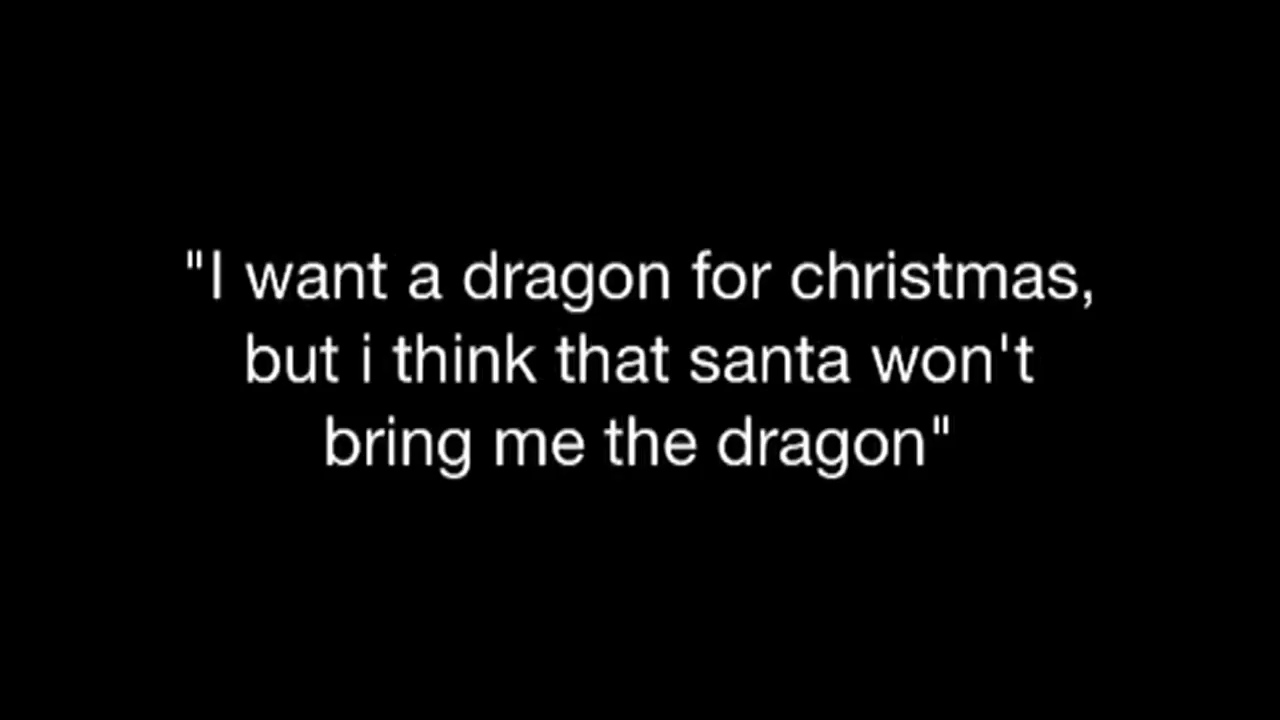 "I want a dragon for christmas,
but i think that santa won't
bring me the dragon"